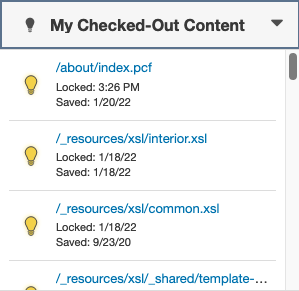 My Checked-Out Content
/about/index.pcf
Locked: 3:26 PM
Saved: 1/20/22
/_resources/xsl/interior.xsl
Locked: 1/18/22
Saved: 1/18/22
/_resources/xsl/common.xsl
Locked: 1/18/22
Saved: 9/23/20
/_resources/xsl/_shared/template-...